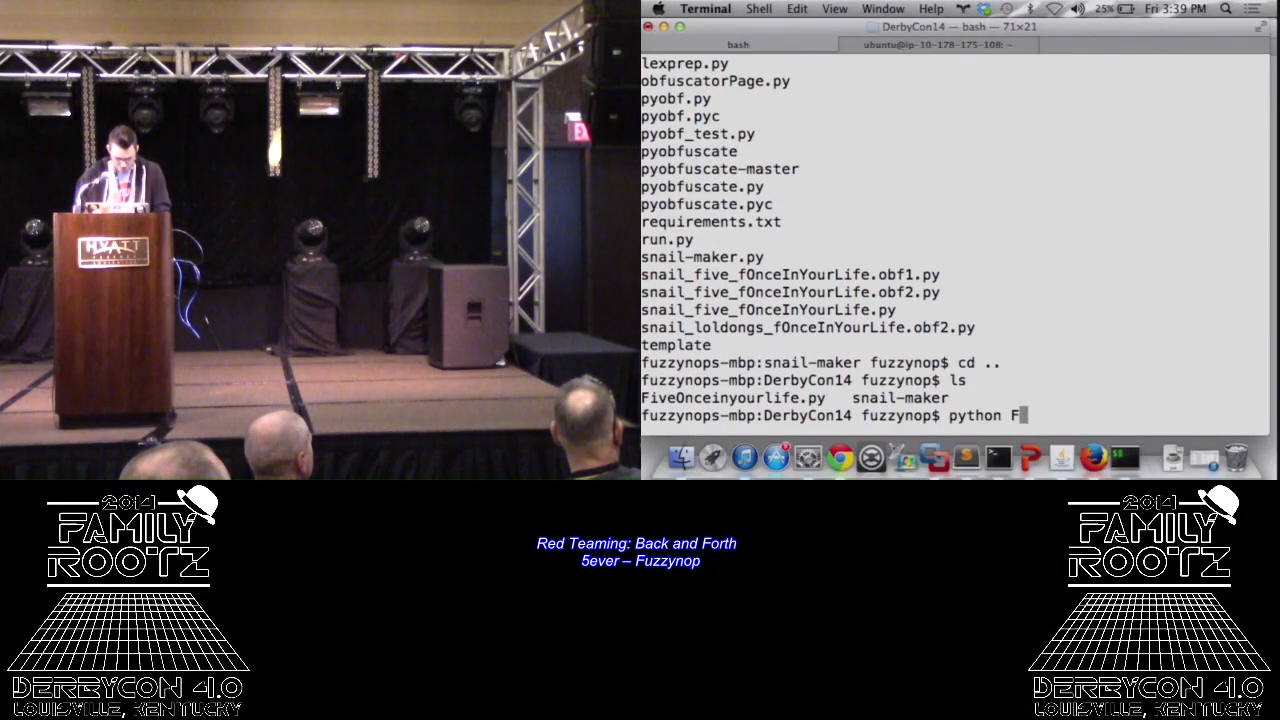 HYATT
Terminal Shell Edit View Window Help 25% Fri 3:39 PM
DerbyCon14 — bash — 71×21
bash ubuntu@ip-10-178-175-108: ~
lexprep.py
obfuscatorPage.py
pyobf.py
pyobf.pyc
pyobf_test.py
pyobfuscate
pyobfuscate-master
pyobfuscate.py
pyobfuscate.pyc
requirements.txt
run.py
snail-maker.py
snail_five_fOnceInYourLife.obf1.py
snail_five_fOnceInYourLife.obf2.py
snail_five_fOnceInYourLife.py
snail_loldongs_fOnceInYourLife.obf2.py
template
fuzzynops-mbp:snail-maker fuzzynop$ cd ..
fuzzynops-mbp:DerbyCon14 fuzzynop$ ls
FiveOnceinyourlife.py snail-maker
fuzzynops-mbp:DerbyCon14 fuzzynop$ python F
2014
FAMILY
ROOTZ
DERBYCON 4.0
LOUISVILLE, KENTUCKY
Red Teaming: Back and Forth
5ever – Fuzzynop
2014
FAMILY
ROOTZ
DERBYCON 4.0
LOUISVILLE, KENTUCKY